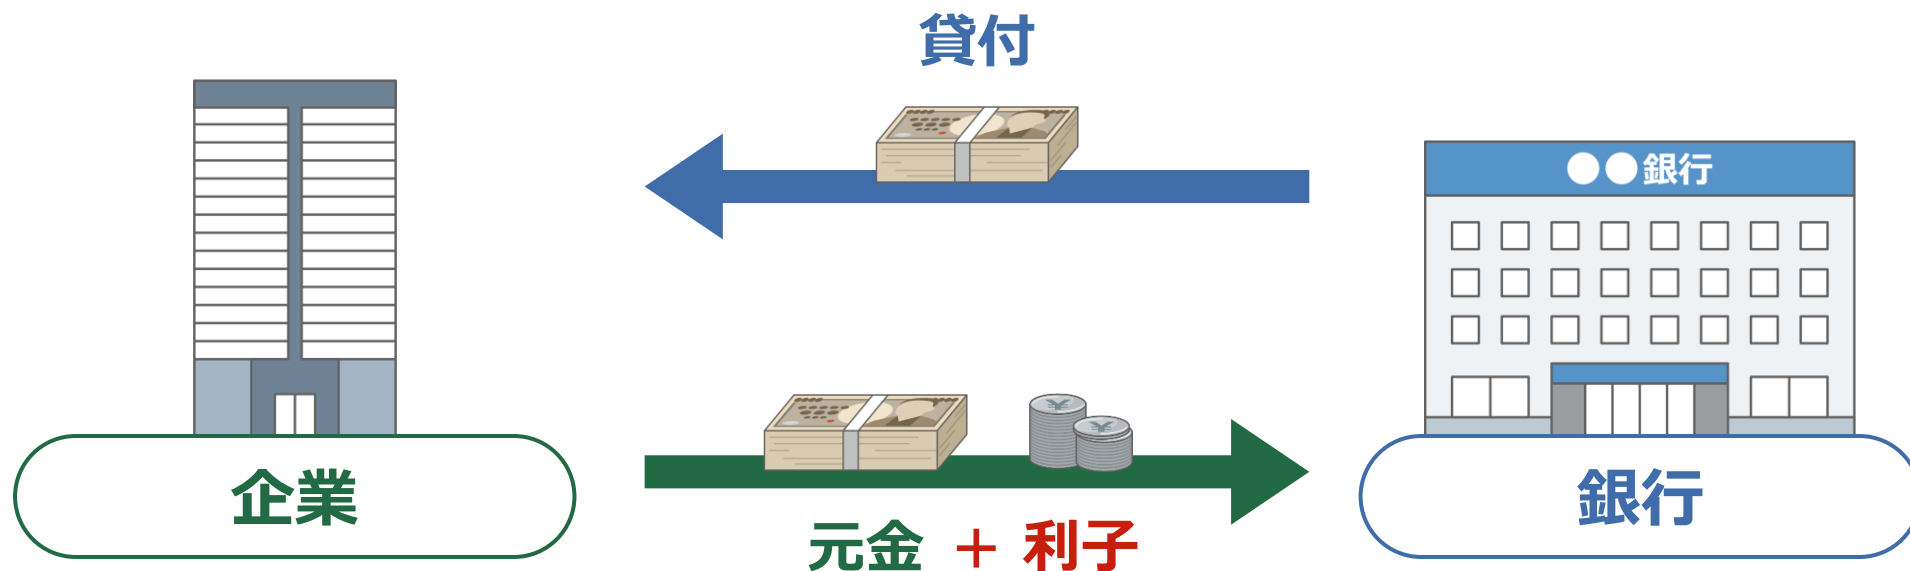 貸付
●●銀行
企業
銀行
元金 + 利子